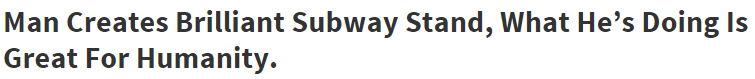 Man Creates Brilliant Subway Stand, What He’s Doing Is
Great For Humanity.